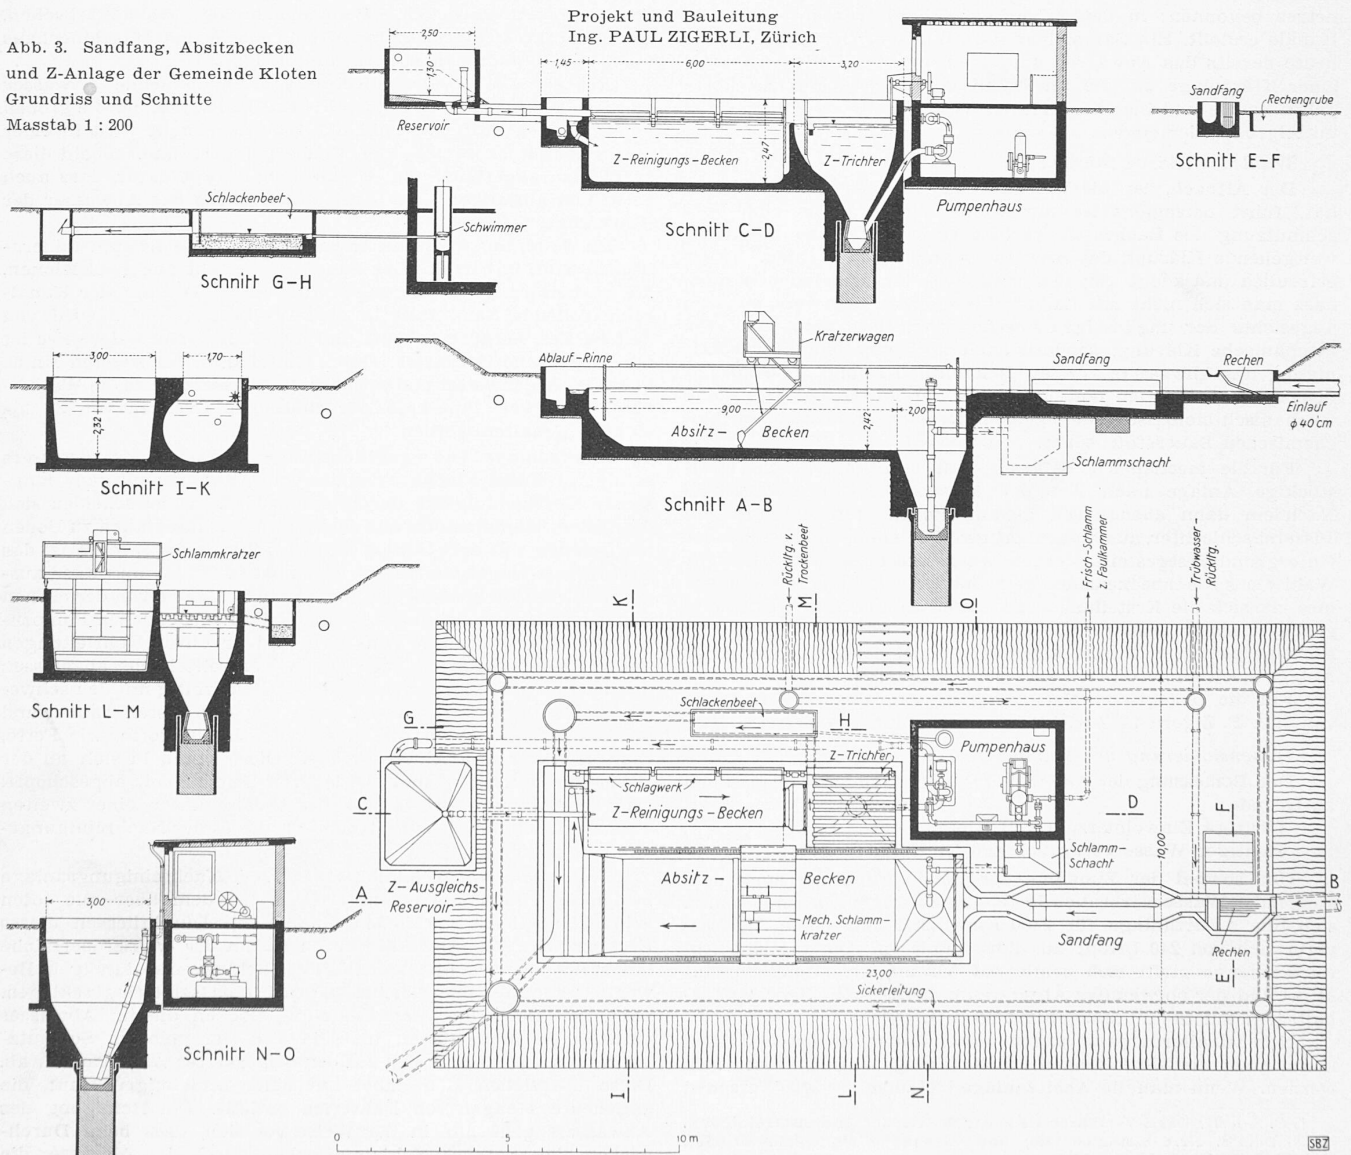 Abb. 3. Sandfang, Absitzbecken
und Z-Anlage der Gemeinde Kloten
Grundriss und Schnitte
Masstab 1 : 200
Projekt und Bauleitung
Ing. PAUL ZIGERLI, Zürich
2,50
1,30
Reservoir
1,45
6,00
3,20
2,47
Z-Reinigungs-Becken
Z-Trichter
Pumpenhaus
Schnitt C-D
Sandfang
Rechengrube
Schnitt E-F
Schlackenbeet
Schwimmer
Schnitt G-H
3,00
1,70
2,32
Schnitt I-K
Ablauf-Rinne
Kratzerwagen
Sandfang
Rechen
9,00
2,42
2,00
Absitz-
Becken
Einlauf
ϕ 40 cm
Schlammschacht
Schnitt A-B
Schlammkratzer
Schnitt L-M
3,00
Schnitt N-O
Rückltg. v.
Trockenbeet
Frisch-Schlamm
z. Faulkammer
Trübwasser-
Rückltg.
K
M
O
G
Schlackenbeet
H
Z-Trichter
Pumpenhaus
C
Schlagwerk
Z-Reinigungs-Becken
D
F
10,00
Schlamm-
Schacht
A
Z-Ausgleichs-
Reservoir
Absitz-
Becken
Mech. Schlamm-
kratzer
Sandfang
Rechen
B
E
23,00
Sickerleitung
I
L
N
0
5
10 m
SBZ